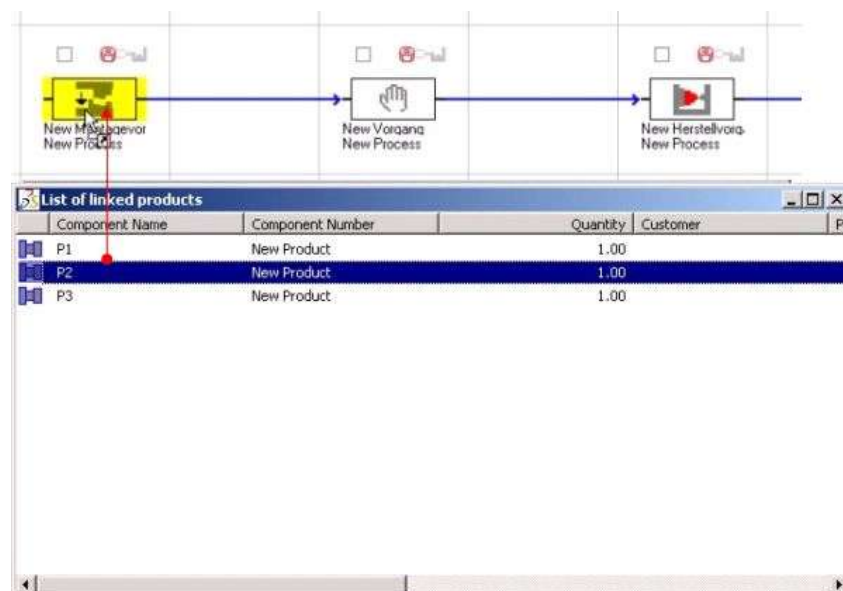 New Vorgang
New Process
New Herstellvorg.
New Process
New
New
List of linked products
Component Name Component Number Quantity Customer P
P1 New Product 1.00
P2 New Product 1.00
P3 New Product 1.00